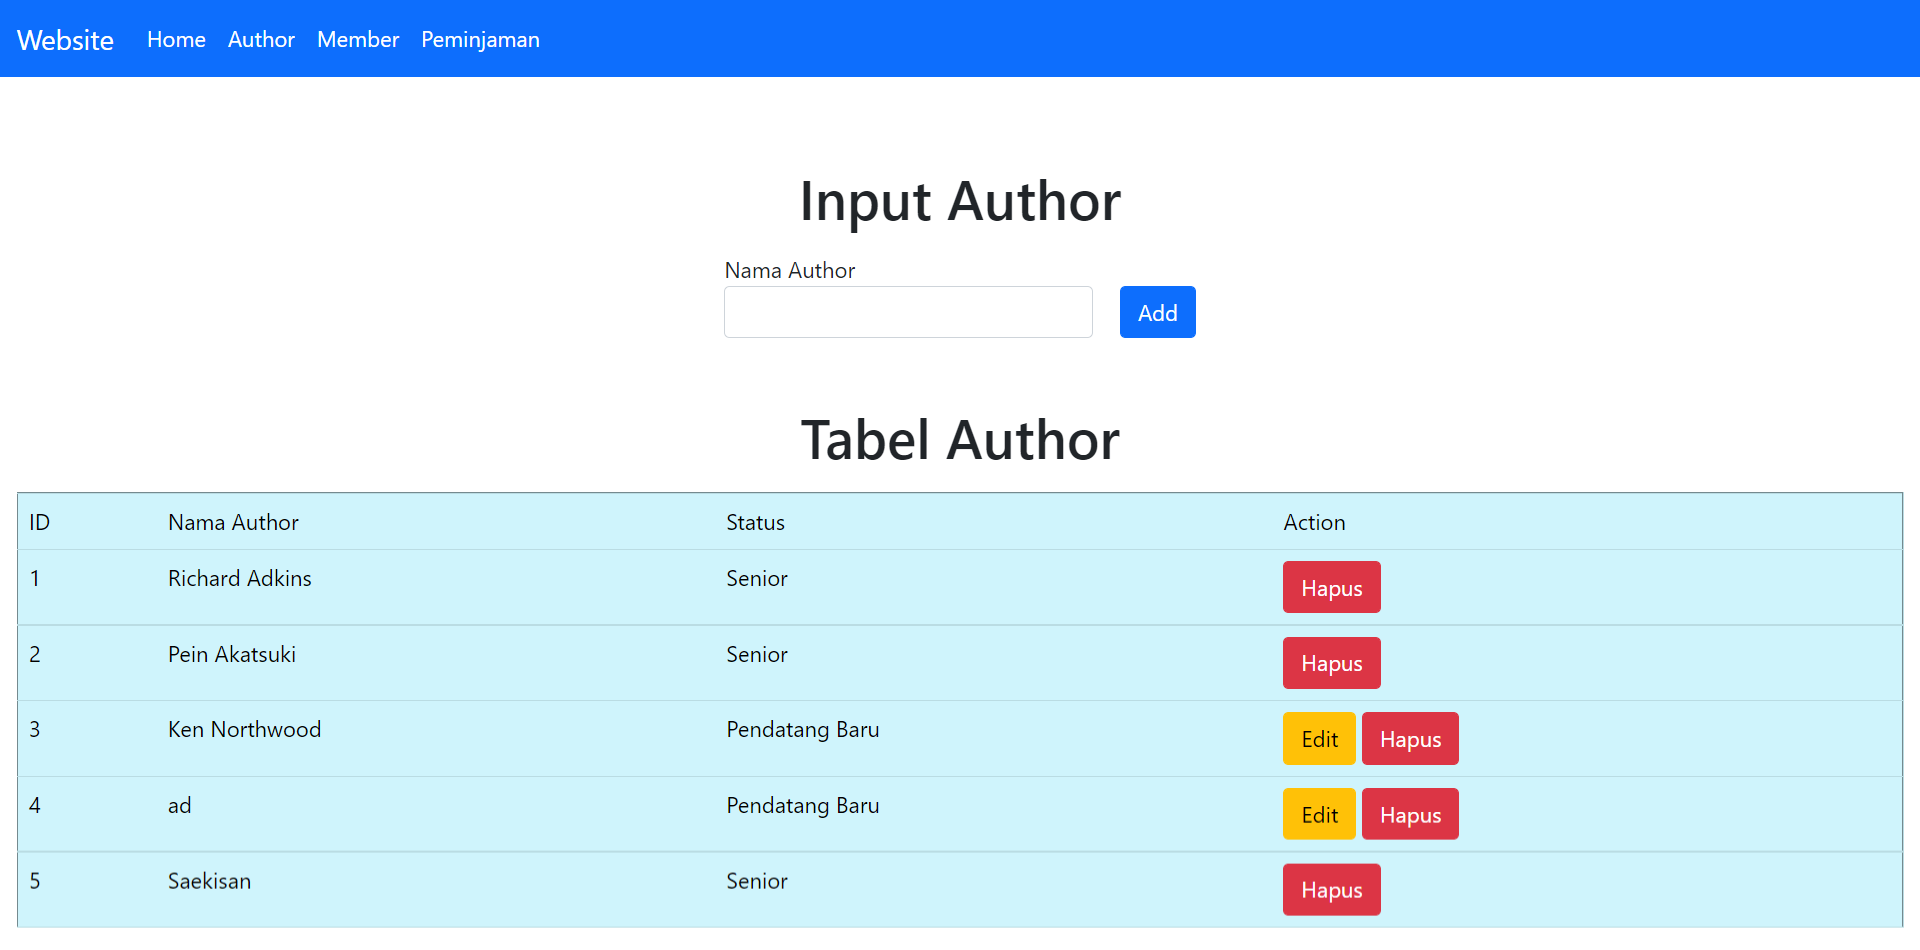 Website Home Author Member Peminjaman
Input Author
Nama Author
Add
Tabel Author
ID Nama Author Status Action
1 Richard Adkins Senior Hapus
2 Pein Akatsuki Senior Hapus
3 Ken Northwood Pendatang Baru Edit Hapus
4 ad Pendatang Baru Edit Hapus
5 Saekisan Senior Hapus